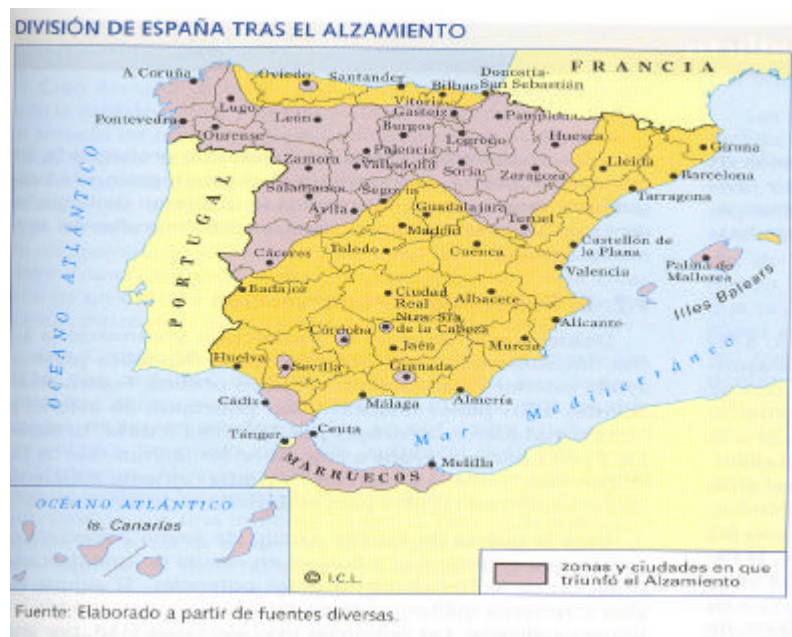 DIVISIÓN DE ESPAÑA TRAS EL ALZAMIENTO
FRANCIA
A Coruña
Oviedo
Santander
Bilbao
Donostia-
San Sebastián
Vitoria
Gasteiz
Pamplona
Lugo
Pontevedra
Ourense
León
Burgos
Logroño
Huesca
Palencia
Zamora
Valladolid
Soria
Zaragoza
Lleida
Girona
Barcelona
Tarragona
Salamanca
Segovia
Ávila
Guadalajara
Teruel
Madrid
Cáceres
Toledo
Cuenca
Castellón de
la Plana
Valencia
Palma de
Mallorca
Illes Balears
Badajoz
Ciudad
Real
Albacete
Ntra. Sra.
de la Cabeza
Córdoba
Jaén
Alicante
Murcia
Huelva
Sevilla
Granada
Cádiz
Málaga
Almería
Mar Mediterráneo
Tánger
Ceuta
MARRUECOS
Melilla
PORTUGAL
OCEANO ATLÁNTICO
OCEANO ATLÁNTICO
Is. Canarias
© I.C.L.
zonas y ciudades en que
triunfó el Alzamiento
Fuente: Elaborado a partir de fuentes diversas.